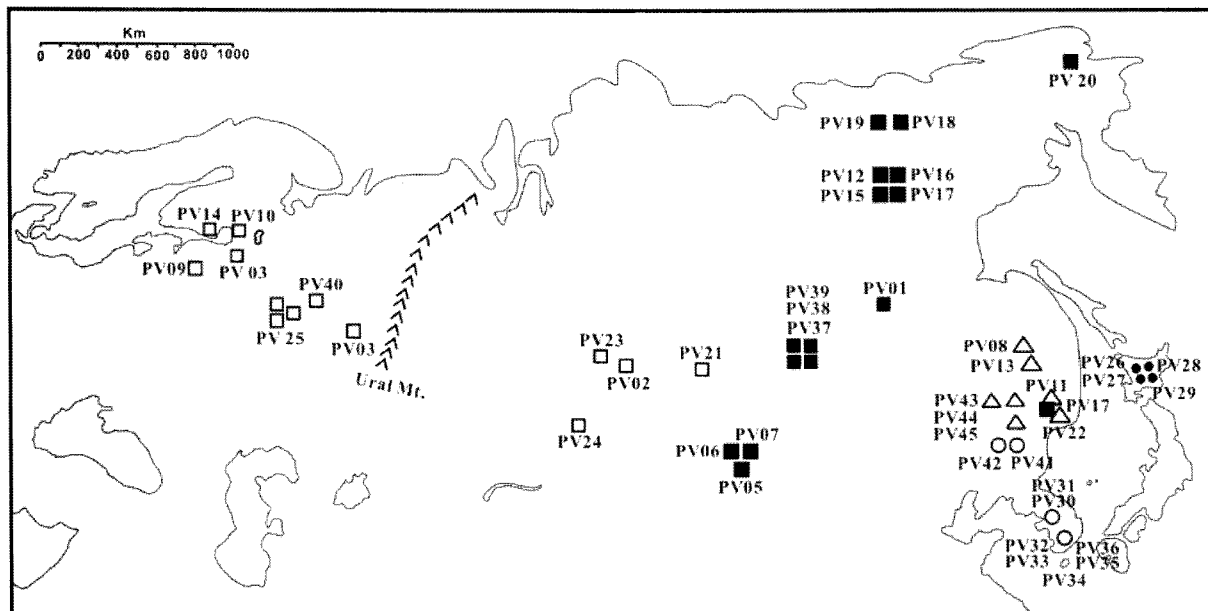 Km
0 200 400 600 800 1000
PV 20
PV19 PV18
PV12 PV16
PV15 PV17
PV14 PV10
PV09 PV 03
PV40
PV 25
PV03
Ural Mt.
PV39
PV38
PV37
PV01
PV23
PV02
PV21
PV24
PV06 PV07
PV05
PV08
PV13
PV26 PV28
PV27
PV29
PV11
PV43 PV17
PV44
PV45 PV22
PV42 PV41
PV31
PV30
PV32 PV36
PV33 PV35
PV34